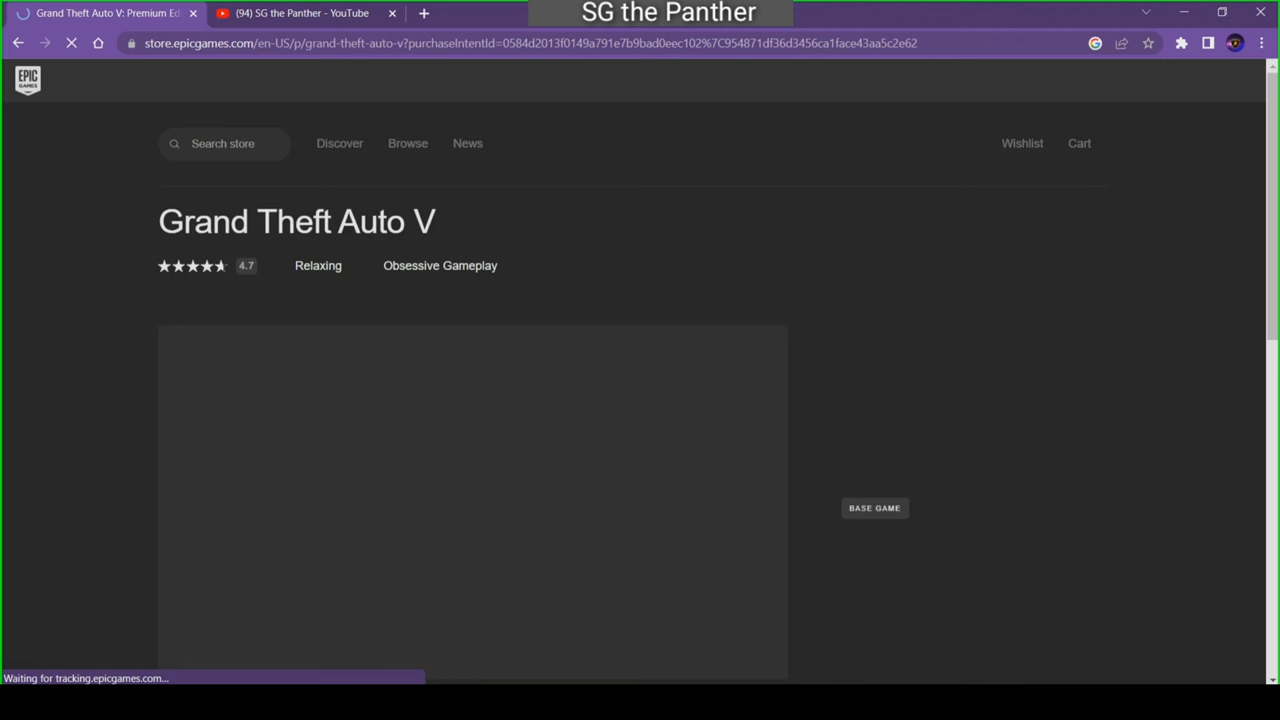 SG the Panther
Grand Theft Auto V: Premium Ed
(94) SG the Panther - YouTube
store.epicgames.com/en-US/p/grand-theft-auto-v?purchaseIntentId=0584d2013f0149a791e7b9bad0eec102%7C954871df36d3456ca1face43aa5c2e62
EPIC
GAMES
Search store
Discover
Browse
News
Wishlist
Cart
Grand Theft Auto V
4.7
Relaxing
Obsessive Gameplay
BASE GAME
Waiting for tracking.epicgames.com...